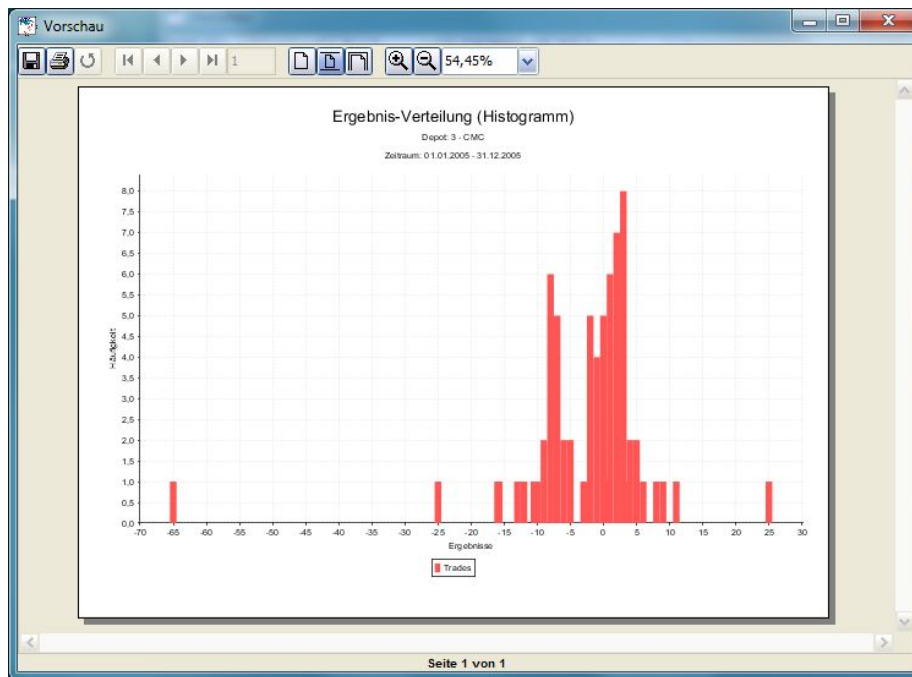 Vorschau
1
54,45%
Ergebnis-Verteilung (Histogramm)
Depot: 3 - CMC
Zeitraum: 01.01.2005 - 31.12.2005
8,0
7,5
7,0
6,5
6,0
5,5
5,0
4,5
4,0
3,5
3,0
2,5
2,0
1,5
1,0
0,5
0,0
Häufigkeit
-70 -65 -60 -55 -50 -45 -40 -35 -30 -25 -20 -15 -10 -5 0 5 10 15 20 25 30
Ergebnisse
Trades
Seite 1 von 1